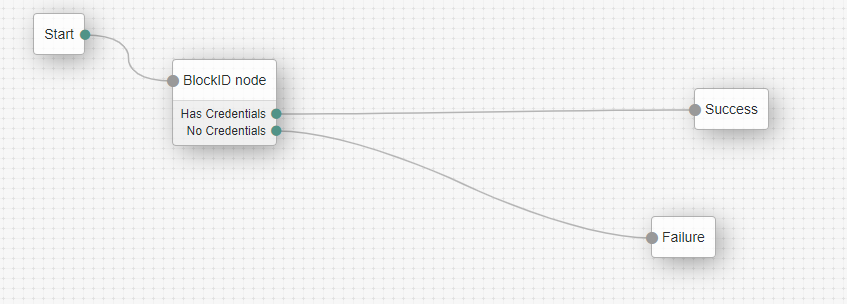 Start
BlockID node
Has Credentials
No Credentials
Success
Failure